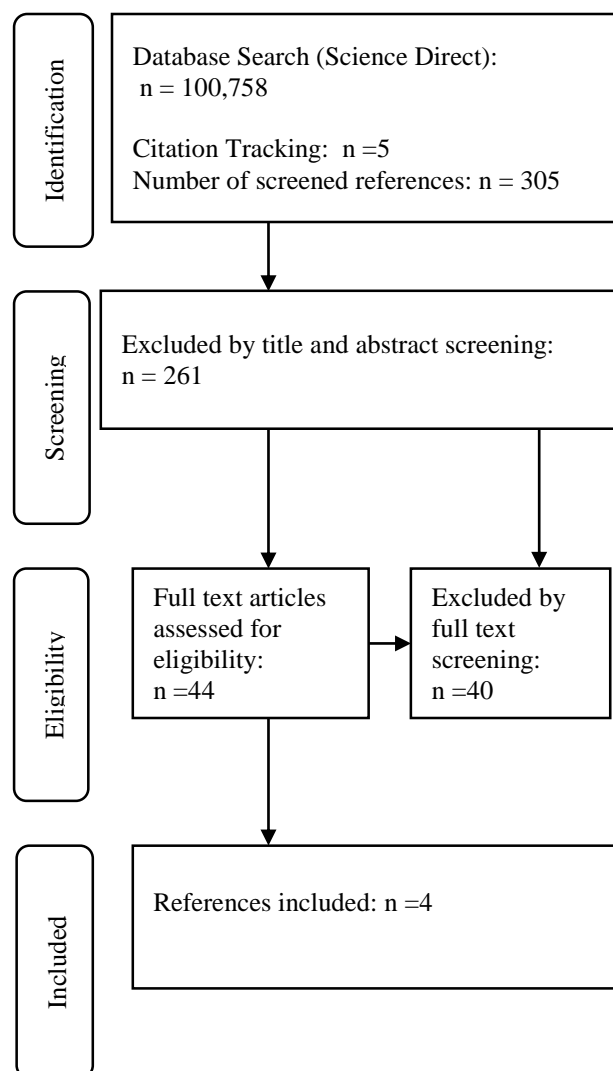 Identification
Database Search (Science Direct):
n = 100,758
Citation Tracking: n =5
Number of screened references: n = 305
Screening
Excluded by title and abstract screening:
n = 261
Eligibility
Full text articles
assessed for
eligibility:
n =44
Excluded by
full text
screening:
n =40
Included
References included: n =4